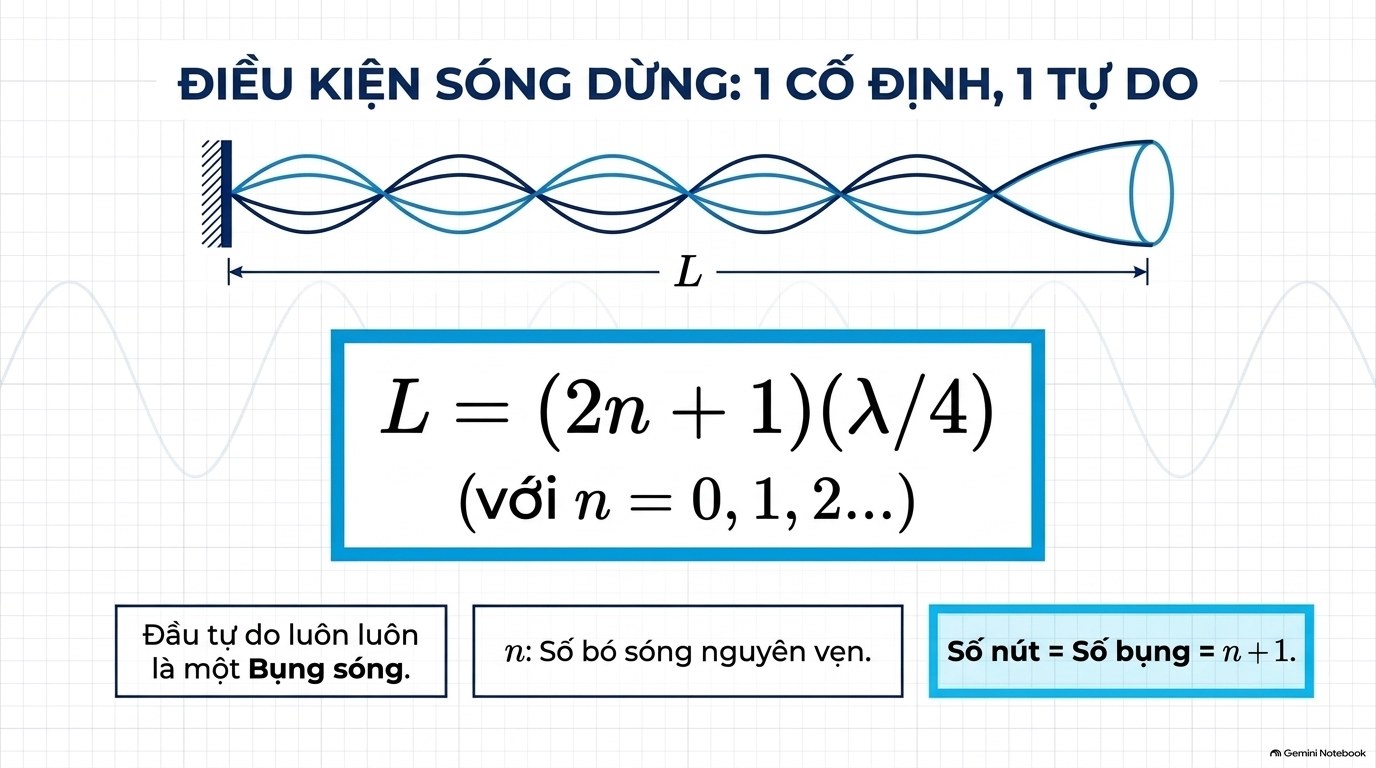 ĐIỀU KIỆN SÓNG DỪNG: 1 CỐ ĐỊNH, 1 TỰ DO
L
L = (2n + 1)(λ/4)
(với n = 0, 1, 2...)
Đầu tự do luôn luôn
là một Bụng sóng.
n: Số bó sóng nguyên vẹn.
Số nút = Số bụng = n + 1.
Gemini Notebook